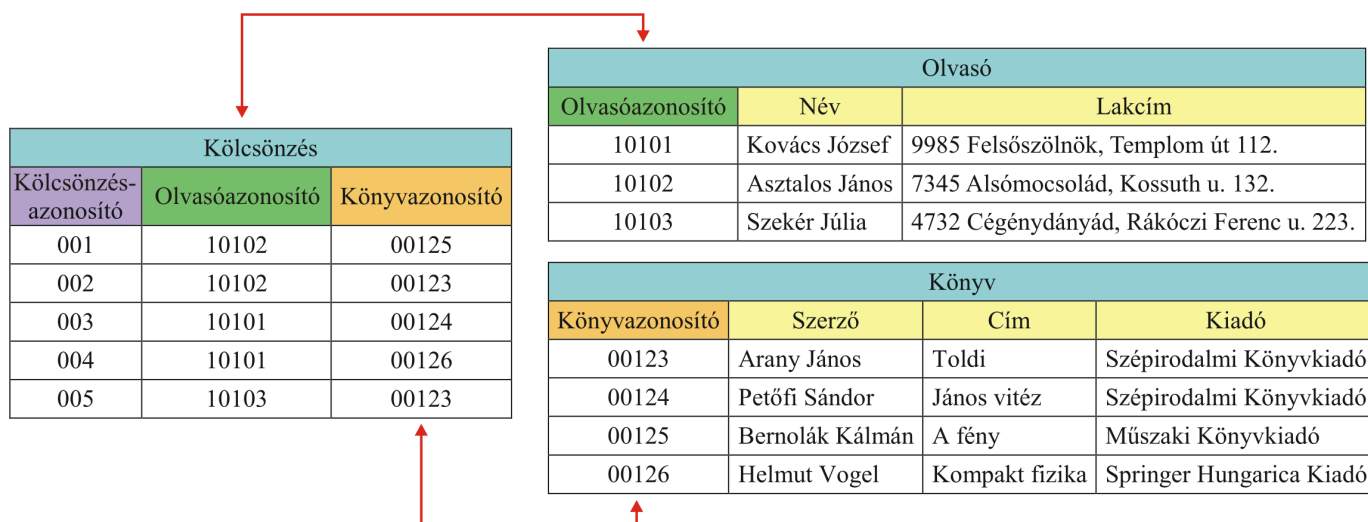 Kölcsönzés
Kölcsönzés-
azonosító Olvasóazonosító Könyvazonosító
001 10102 00125
002 10102 00123
003 10101 00124
004 10101 00126
005 10103 00123
Olvasó
Olvasóazonosító Név Lakcím
10101 Kovács József 9985 Felsőszölnök, Templom út 112.
10102 Asztalos János 7345 Alsómocsolád, Kossuth u. 132.
10103 Szekér Júlia 4732 Cégénydányád, Rákóczi Ferenc u. 223.
Könyv
Könyvazonosító Szerző Cím Kiadó
00123 Arany János Toldi Szépirodalmi Könyvkiadó
00124 Petőfi Sándor János vitéz Szépirodalmi Könyvkiadó
00125 Bernolák Kálmán A fény Műszaki Könyvkiadó
00126 Helmut Vogel Kompakt fizika Springer Hungarica Kiadó